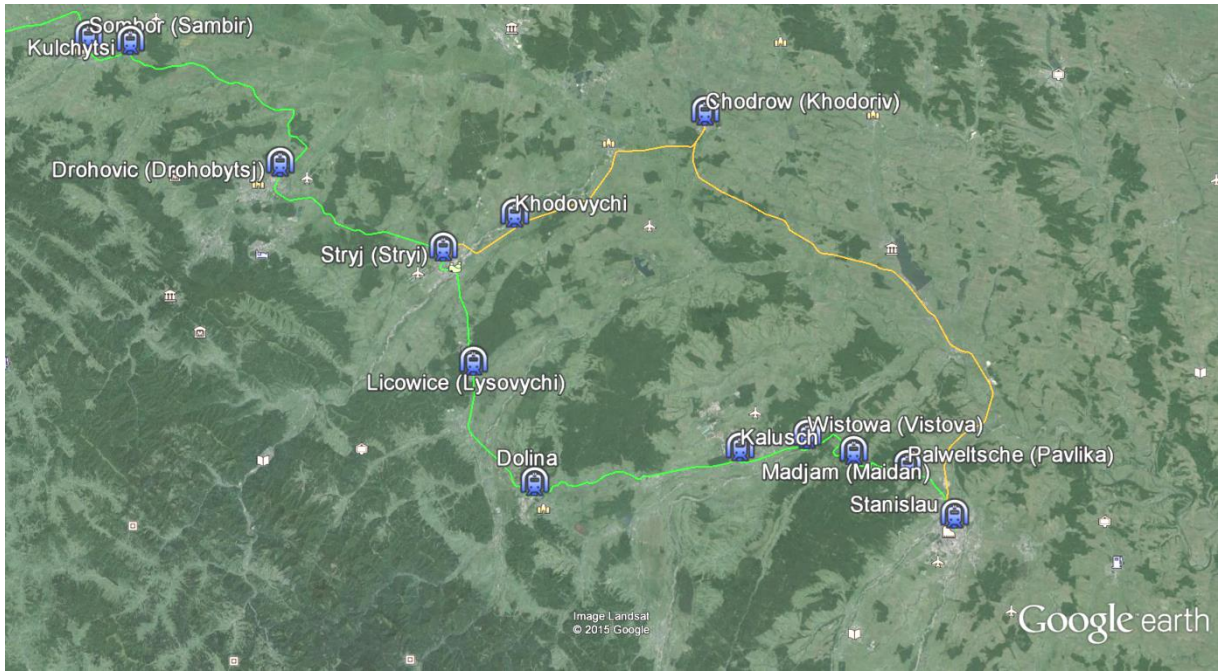 Sombor (Sambir)
Kulchytsi
Chodrow (Khodoriv)
Drohovic (Drohobytsj)
Khodovychi
Stryj (Stryi)
Licowice (Lysovychi)
Wistowa (Vistova)
Kalusch
Palweltsche (Pavlika)
Dolina
Madjam (Maidan)
Stanislau
Image Landsat
© 2015 Google
Google earth